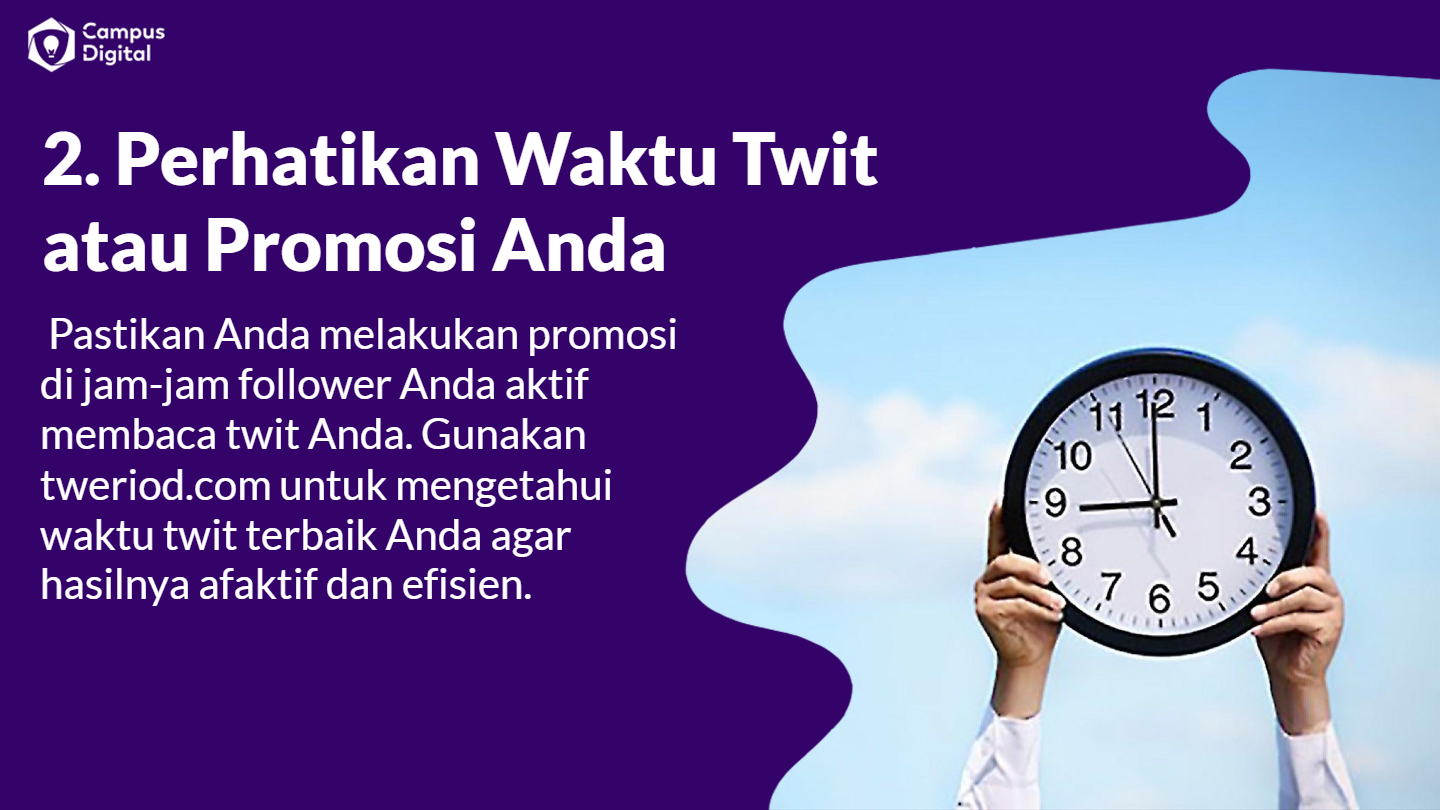 Campus
Digital
2. Perhatikan Waktu Twit
atau Promosi Anda
Pastikan Anda melakukan promosi
di jam-jam follower Anda aktif
membaca twit Anda. Gunakan
tweriod.com untuk mengetahui
waktu twit terbaik Anda agar
hasilnya afaktif dan efisien.
12
1
2
3
4
5
6
7
8
9
10
11